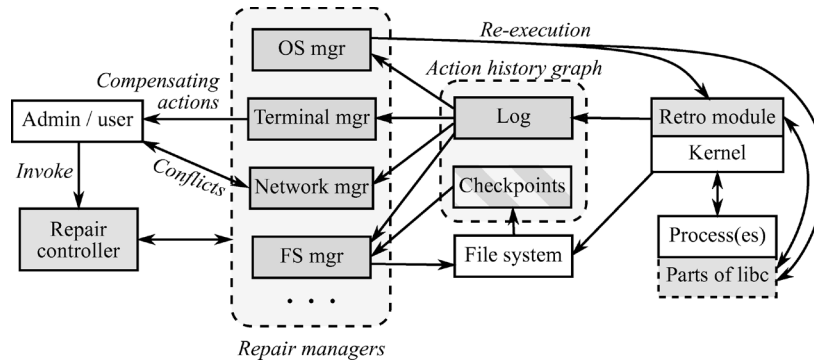 Re-execution
OS mgr
Action history graph
Compensating
actions
Admin / user
Terminal mgr
Log
Retro module
Kernel
Invoke
Conflicts
Network mgr
Checkpoints
Repair
controller
FS mgr
File system
Process(es)
Parts of libc
. . .
Repair managers